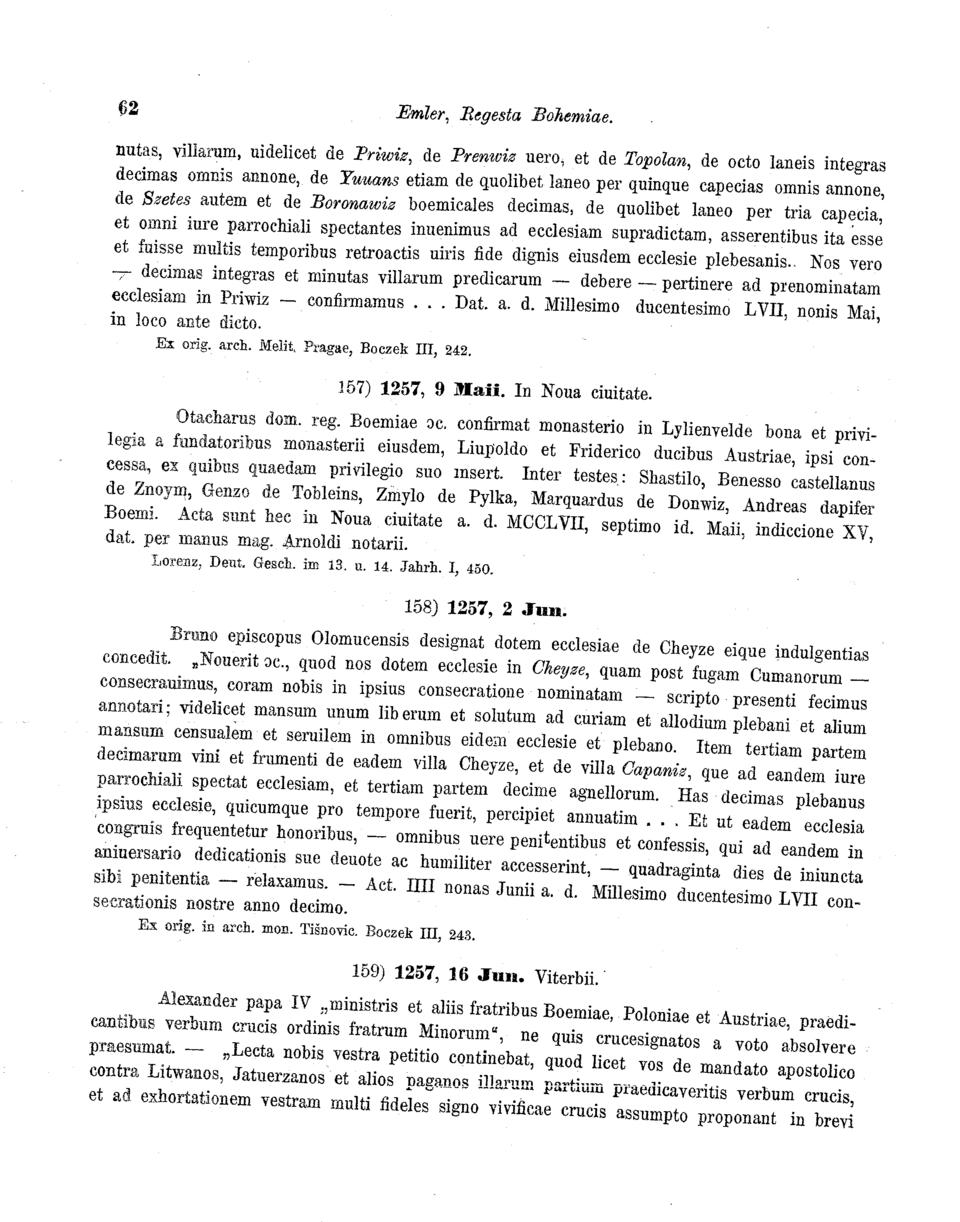 62
Emler, Regesta Bohemiae.
nutas, villarum, uidelicet de Priwiz, de Prenwiz uero, et de Topolan, de octo laneis integras
decimas omnis annone, de Yuuans etiam de quolibet laneo per quinque capecias omnis annone,
de Szetes autem et de Boronawiz boemicales decimas, de quolibet laneo per tria capecia,
et omni iure parrochiali spectantes inuenimus ad ecclesiam supradictam, asserentibus ita esse
et fuisse multis temporibus retroactis uiris fide dignis eiusdem ecclesie plebesanis.. Nos vero
— decimas integras et minutas villarum predicarum — debere — pertinere ad prenominatam
ecclesiam in Priwiz — confirmamus . . . Dat. a. d. Millesimo ducentesimo LVII, nonis Mai,
in loco ante dicto.
Ex orig. arch. Melit. Pragae, Boczek III, 242.
157) 1257, 9 Maii. In Noua ciuitate.
Otacharus dom. reg. Boemiae ɔc. confirmat monasterio in Lylienvelde bona et privi-
legia a fundatoribus monasterii eiusdem, Liupoldo et Friderico ducibus Austriae, ipsi con-
cessa, ex quibus quaedam privilegio suo insert. Inter testes: Shastilo, Benesso castellanus
de Znoym, Genzo de Tobleins, Zmylo de Pylka, Marquardus de Donwiz, Andreas dapifer
Boemi. Acta sunt hec in Noua ciuitate a. d. MCCLVII, septimo id. Maii, indiccione XV,
dat. per manus mag. Arnoldi notarii.
Lorenz, Deut. Gesch. im 13. u. 14. Jahrh. I, 450.
158) 1257, 2 Jun.
Bruno episcopus Olomucensis designat dotem ecclesiae de Cheyze eique indulgentias
concedit. „Nouerit ɔc., quod nos dotem ecclesie in Cheyze, quam post fugam Cumanorum —
consecrauimus, coram nobis in ipsius consecratione nominatam — scripto presenti fecimus
annotari; videlicet mansum unum liberum et solutum ad curiam et allodium plebani et alium
mansum censualem et seruilem in omnibus eidem ecclesie et plebano. Item tertiam partem
decimarum vini et frumenti de eadem villa Cheyze, et de villa Capaniz, que ad eandem iure
parrochiali spectat ecclesiam, et tertiam partem decime agnellorum. Has decimas plebanus
ipsius ecclesie, quicumque pro tempore fuerit, percipiet annuatim . . . Et ut eadem ecclesia
congruis frequentetur honoribus, — omnibus uere penitentibus et confessis, qui ad eandem in
aniuersario dedicationis sue deuote ac humiliter accesserint, — quadraginta dies de iniuncta
sibi penitentia — relaxamus. — Act. IIII nonas Junii a. d. Millesimo ducentesimo LVII con-
secrationis nostre anno decimo.
Ex orig. in arch. mon. Tišnovic. Boczek III, 243.
159) 1257, 16 Jun. Viterbii.
Alexander papa IV „ministris et aliis fratribus Boemiae, Poloniae et Austriae, praedi-
cantibus verbum crucis ordinis fratrum Minorum“, ne quis crucesignatos a voto absolvere
praesumat. — „Lecta nobis vestra petitio continebat, quod licet vos de mandato apostolico
contra Litwanos, Jatuerzanos et alios paganos illarum partium praedicaveritis verbum crucis,
et ad exhortationem vestram multi fideles signo vivificae crucis assumpto proponant in brevi